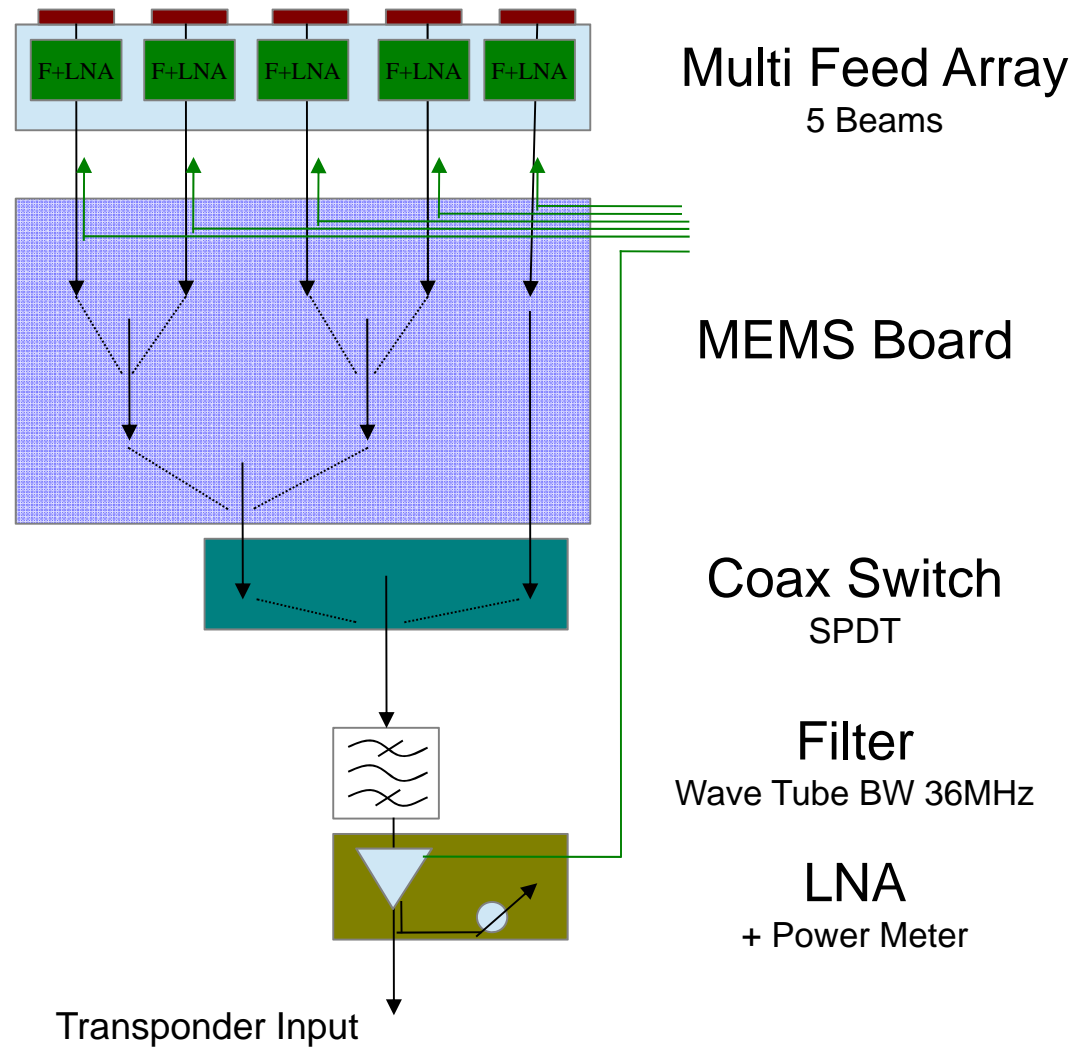 F+LNA F+LNA F+LNA F+LNA F+LNA
Multi Feed Array
5 Beams
MEMS Board
Coax Switch
SPDT
Filter
Wave Tube BW 36MHz
LNA
+ Power Meter
Transponder Input